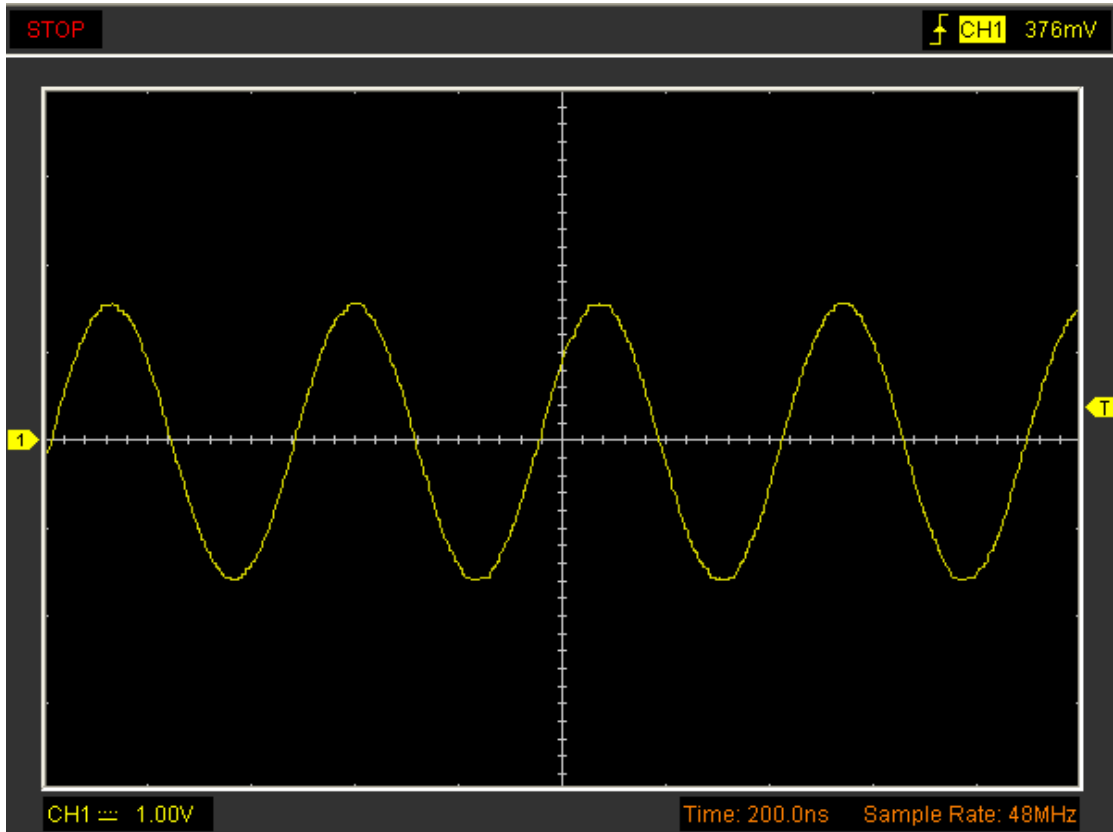 STOP
CH1 376mV
1
T
CH1 1.00V
Time: 200.0ns Sample Rate: 48MHz